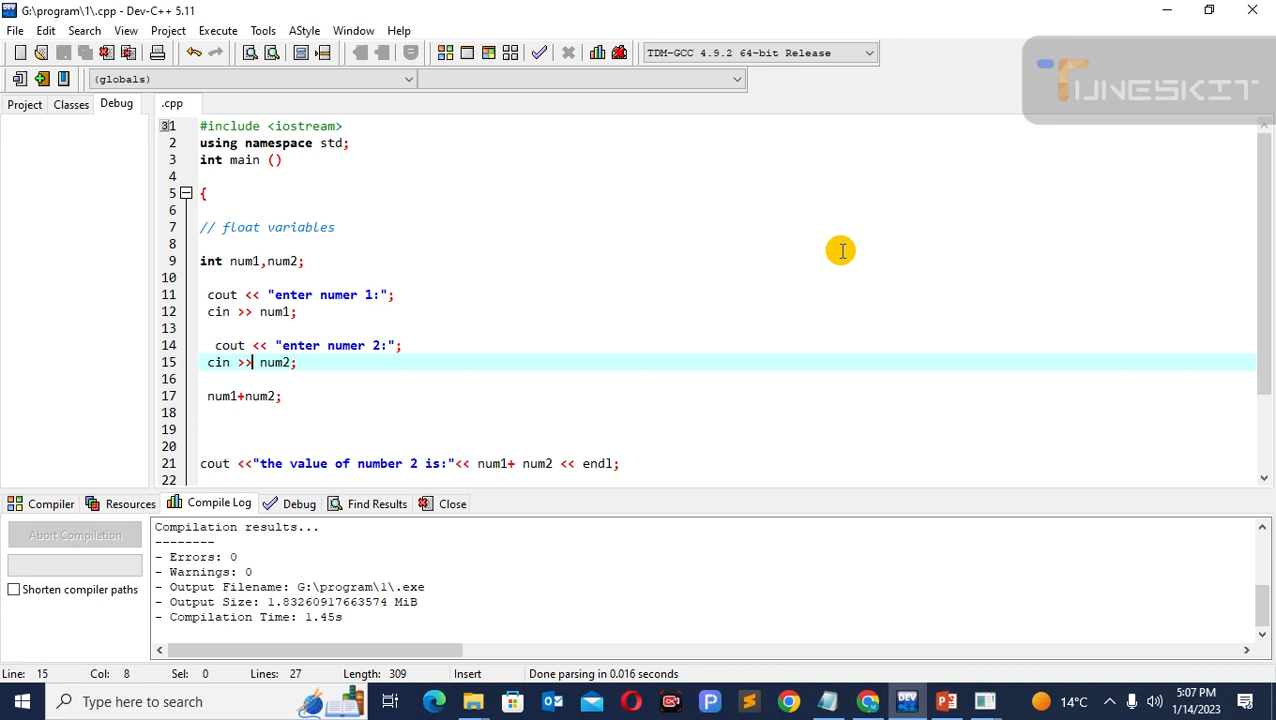 G:\program\1\.cpp - Dev-C++ 5.11
File Edit Search View Project Execute Tools AStyle Window Help
TDM-GCC 4.9.2 64-bit Release
TUNESKIT
(globals)
Project Classes Debug .cpp
31 #include <iostream>
2 using namespace std;
3 int main ()
4
5 {
6
7 // float variables
8
9 int num1,num2;
10
11 cout << "enter numer 1:";
12 cin >> num1;
13
14 cout << "enter numer 2:";
15 cin >> num2;
16
17 num1+num2;
18
19
20
21 cout <<"the value of number 2 is:"<< num1+ num2 << endl;
22
Compiler Resources Compile Log Debug Find Results Close
Compilation results...
--------
- Errors: 0
- Warnings: 0
- Output Filename: G:\program\1\.exe
- Output Size: 1.83260917663574 MiB
- Compilation Time: 1.45s
Abort Compilation
Shorten compiler paths
Line: 15 Col: 8 Sel: 0 Lines: 27 Length: 309 Insert Done parsing in 0.016 seconds
Type here to search
DEV
14°C
5:07 PM
1/14/2023